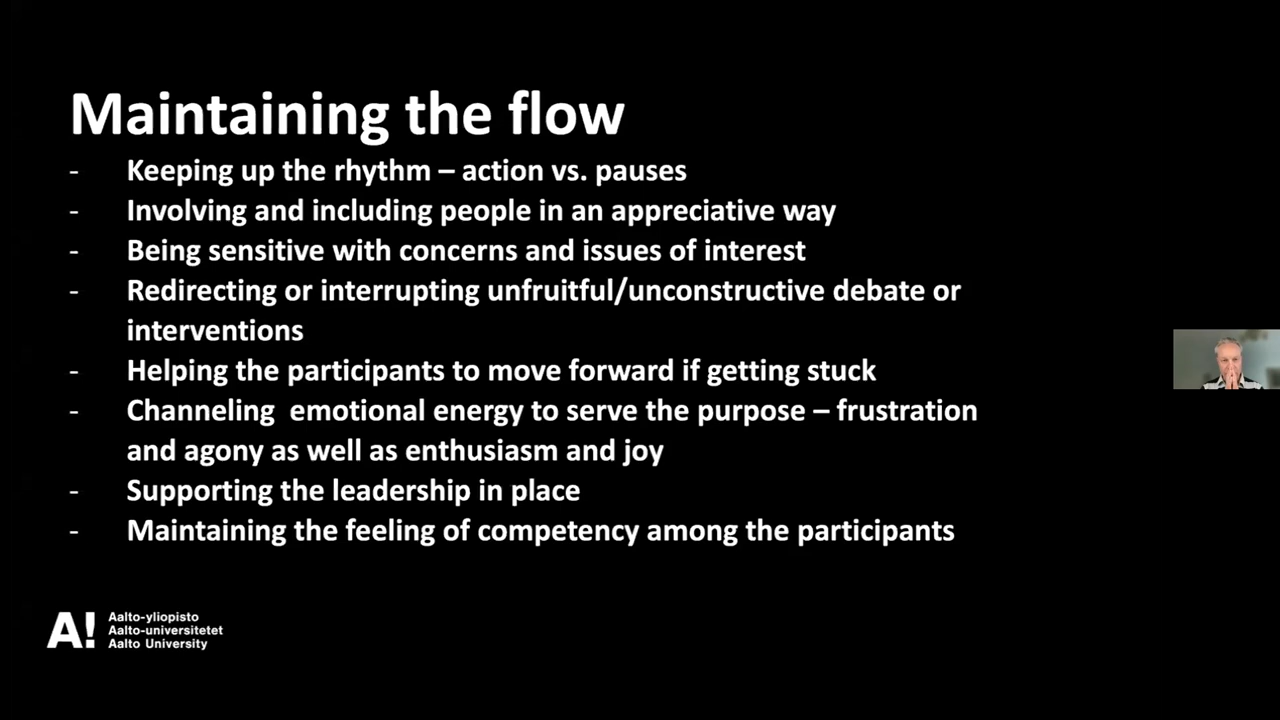 Maintaining the flow
- Keeping up the rhythm – action vs. pauses
- Involving and including people in an appreciative way
- Being sensitive with concerns and issues of interest
- Redirecting or interrupting unfruitful/unconstructive debate or
interventions
- Helping the participants to move forward if getting stuck
- Channeling  emotional energy to serve the purpose – frustration
and agony as well as enthusiasm and joy
- Supporting the leadership in place
- Maintaining the feeling of competency among the participants
A!
Aalto-yliopisto
Aalto-universitetet
Aalto University